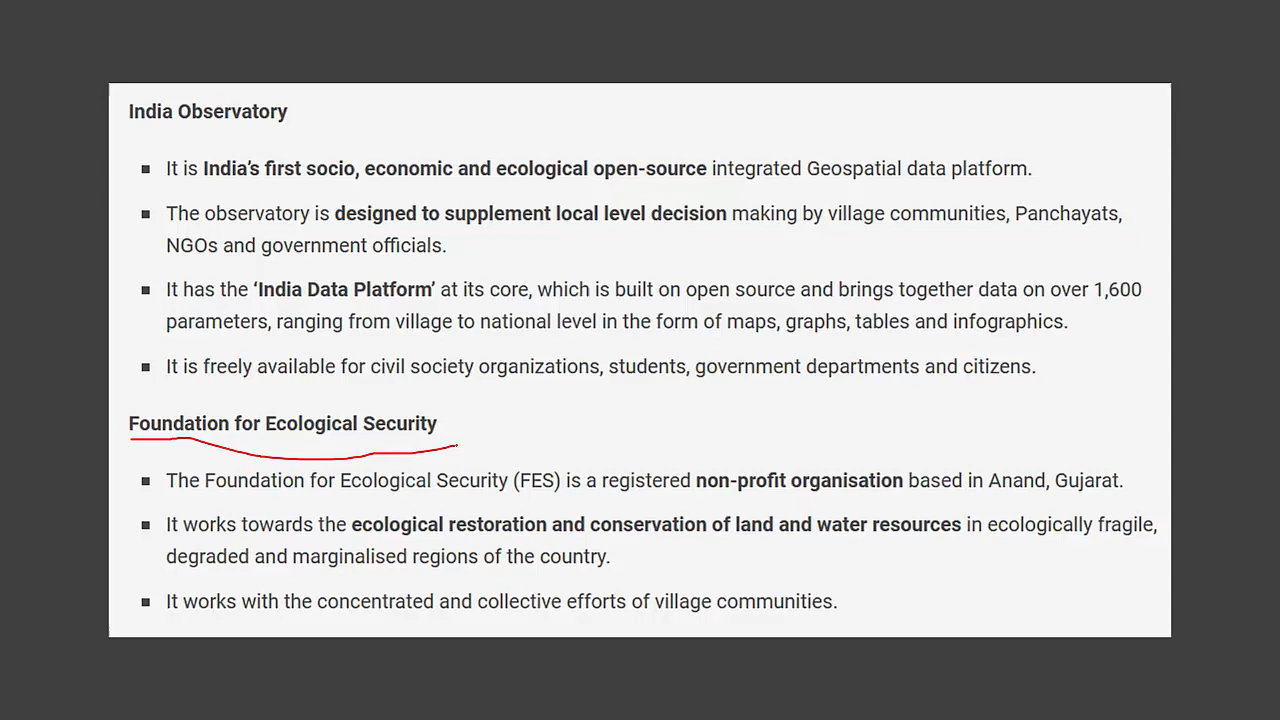 India Observatory
▪ It is India’s first socio, economic and ecological open-source integrated Geospatial data platform.
▪ The observatory is designed to supplement local level decision making by village communities, Panchayats,
NGOs and government officials.
▪ It has the ‘India Data Platform’ at its core, which is built on open source and brings together data on over 1,600
parameters, ranging from village to national level in the form of maps, graphs, tables and infographics.
▪ It is freely available for civil society organizations, students, government departments and citizens.
Foundation for Ecological Security
▪ The Foundation for Ecological Security (FES) is a registered non-profit organisation based in Anand, Gujarat.
▪ It works towards the ecological restoration and conservation of land and water resources in ecologically fragile,
degraded and marginalised regions of the country.
▪ It works with the concentrated and collective efforts of village communities.